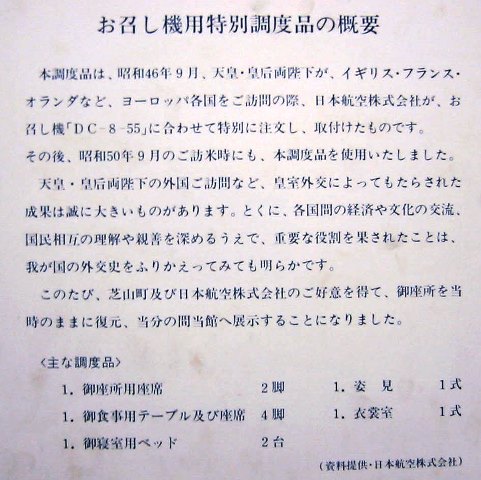 お召し機用特別調度品の概要
本調度品は、昭和46年9月、天皇・皇后両陛下が、イギリス・フランス・
オランダなど、ヨーロッパ各国をご訪問の際、日本航空株式会社が、お
召し機「DC-8-55」に合わせて特別に注文し、取付けたものです。
その後、昭和50年9月のご訪米時にも、本調度品を使用いたしました。
天皇・皇后両陛下の外国ご訪問など、皇室外交によってもたらされた
成果は誠に大きいものがあります。とくに、各国間の経済や文化の交流、
国民相互の理解や親善を深めるうえで、重要な役割を果されたことは、
我が国の外交史をふりかえってみても明らかです。
このたび、芝山町及び日本航空株式会社のご好意を得て、御座所を当
時のままに復元、当分の間当館へ展示することになりました。
〈主な調度品〉
1. 御座所用座席 2脚 1. 姿見 1式
1. 御食事用テーブル及び座席 4脚 1. 衣裳室 1式
1. 御寝室用ベッド 2台
(資料提供・日本航空株式会社)